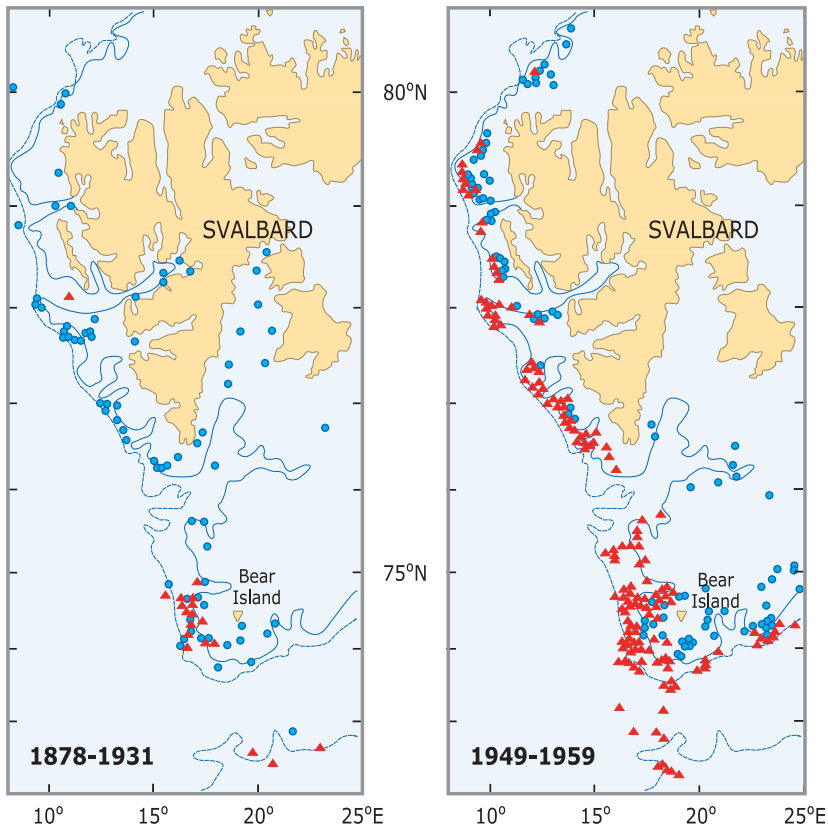 80°N
SVALBARD
SVALBARD
75°N
Bear
Island
Bear
Island
1878-1931
1949-1959
10° 15° 20° 25°E
10° 15° 20° 25°E